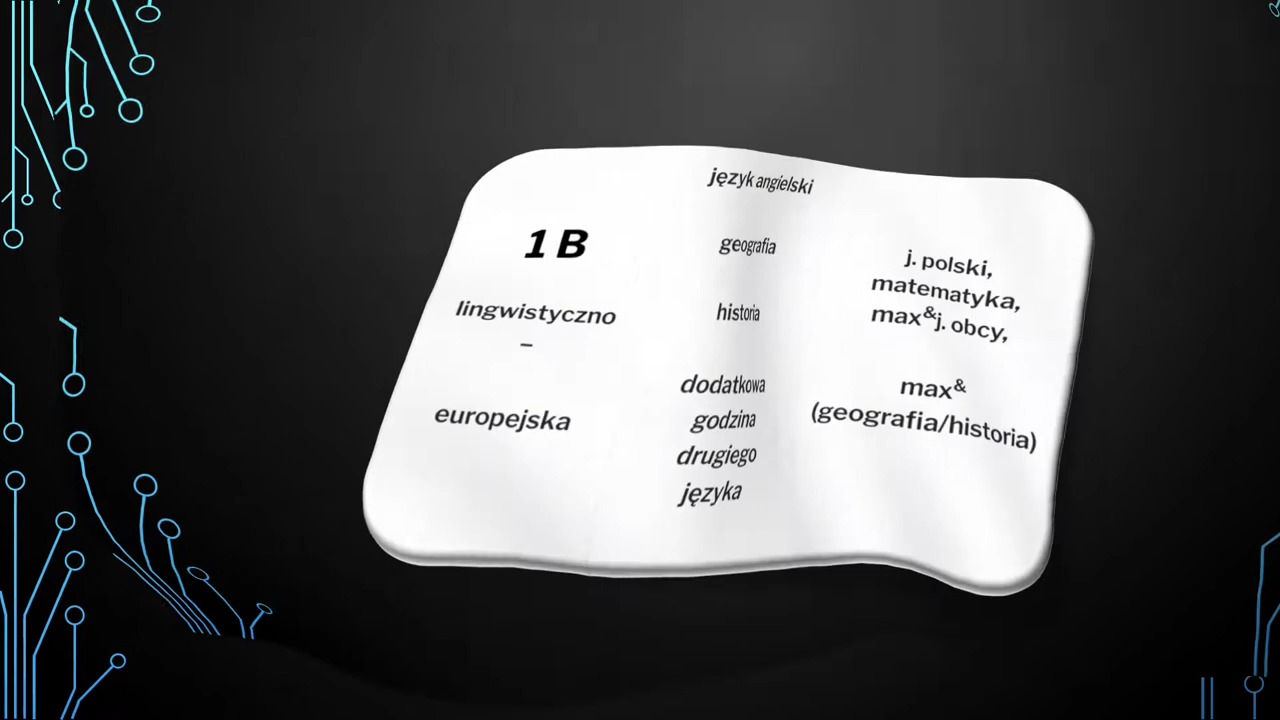 1 B
lingwistyczno
–
europejska
język angielski
geografia
historia
dodatkowa
godzina
drugiego
języka
j. polski,
matematyka,
max&j. obcy,
max&
(geografia/historia)